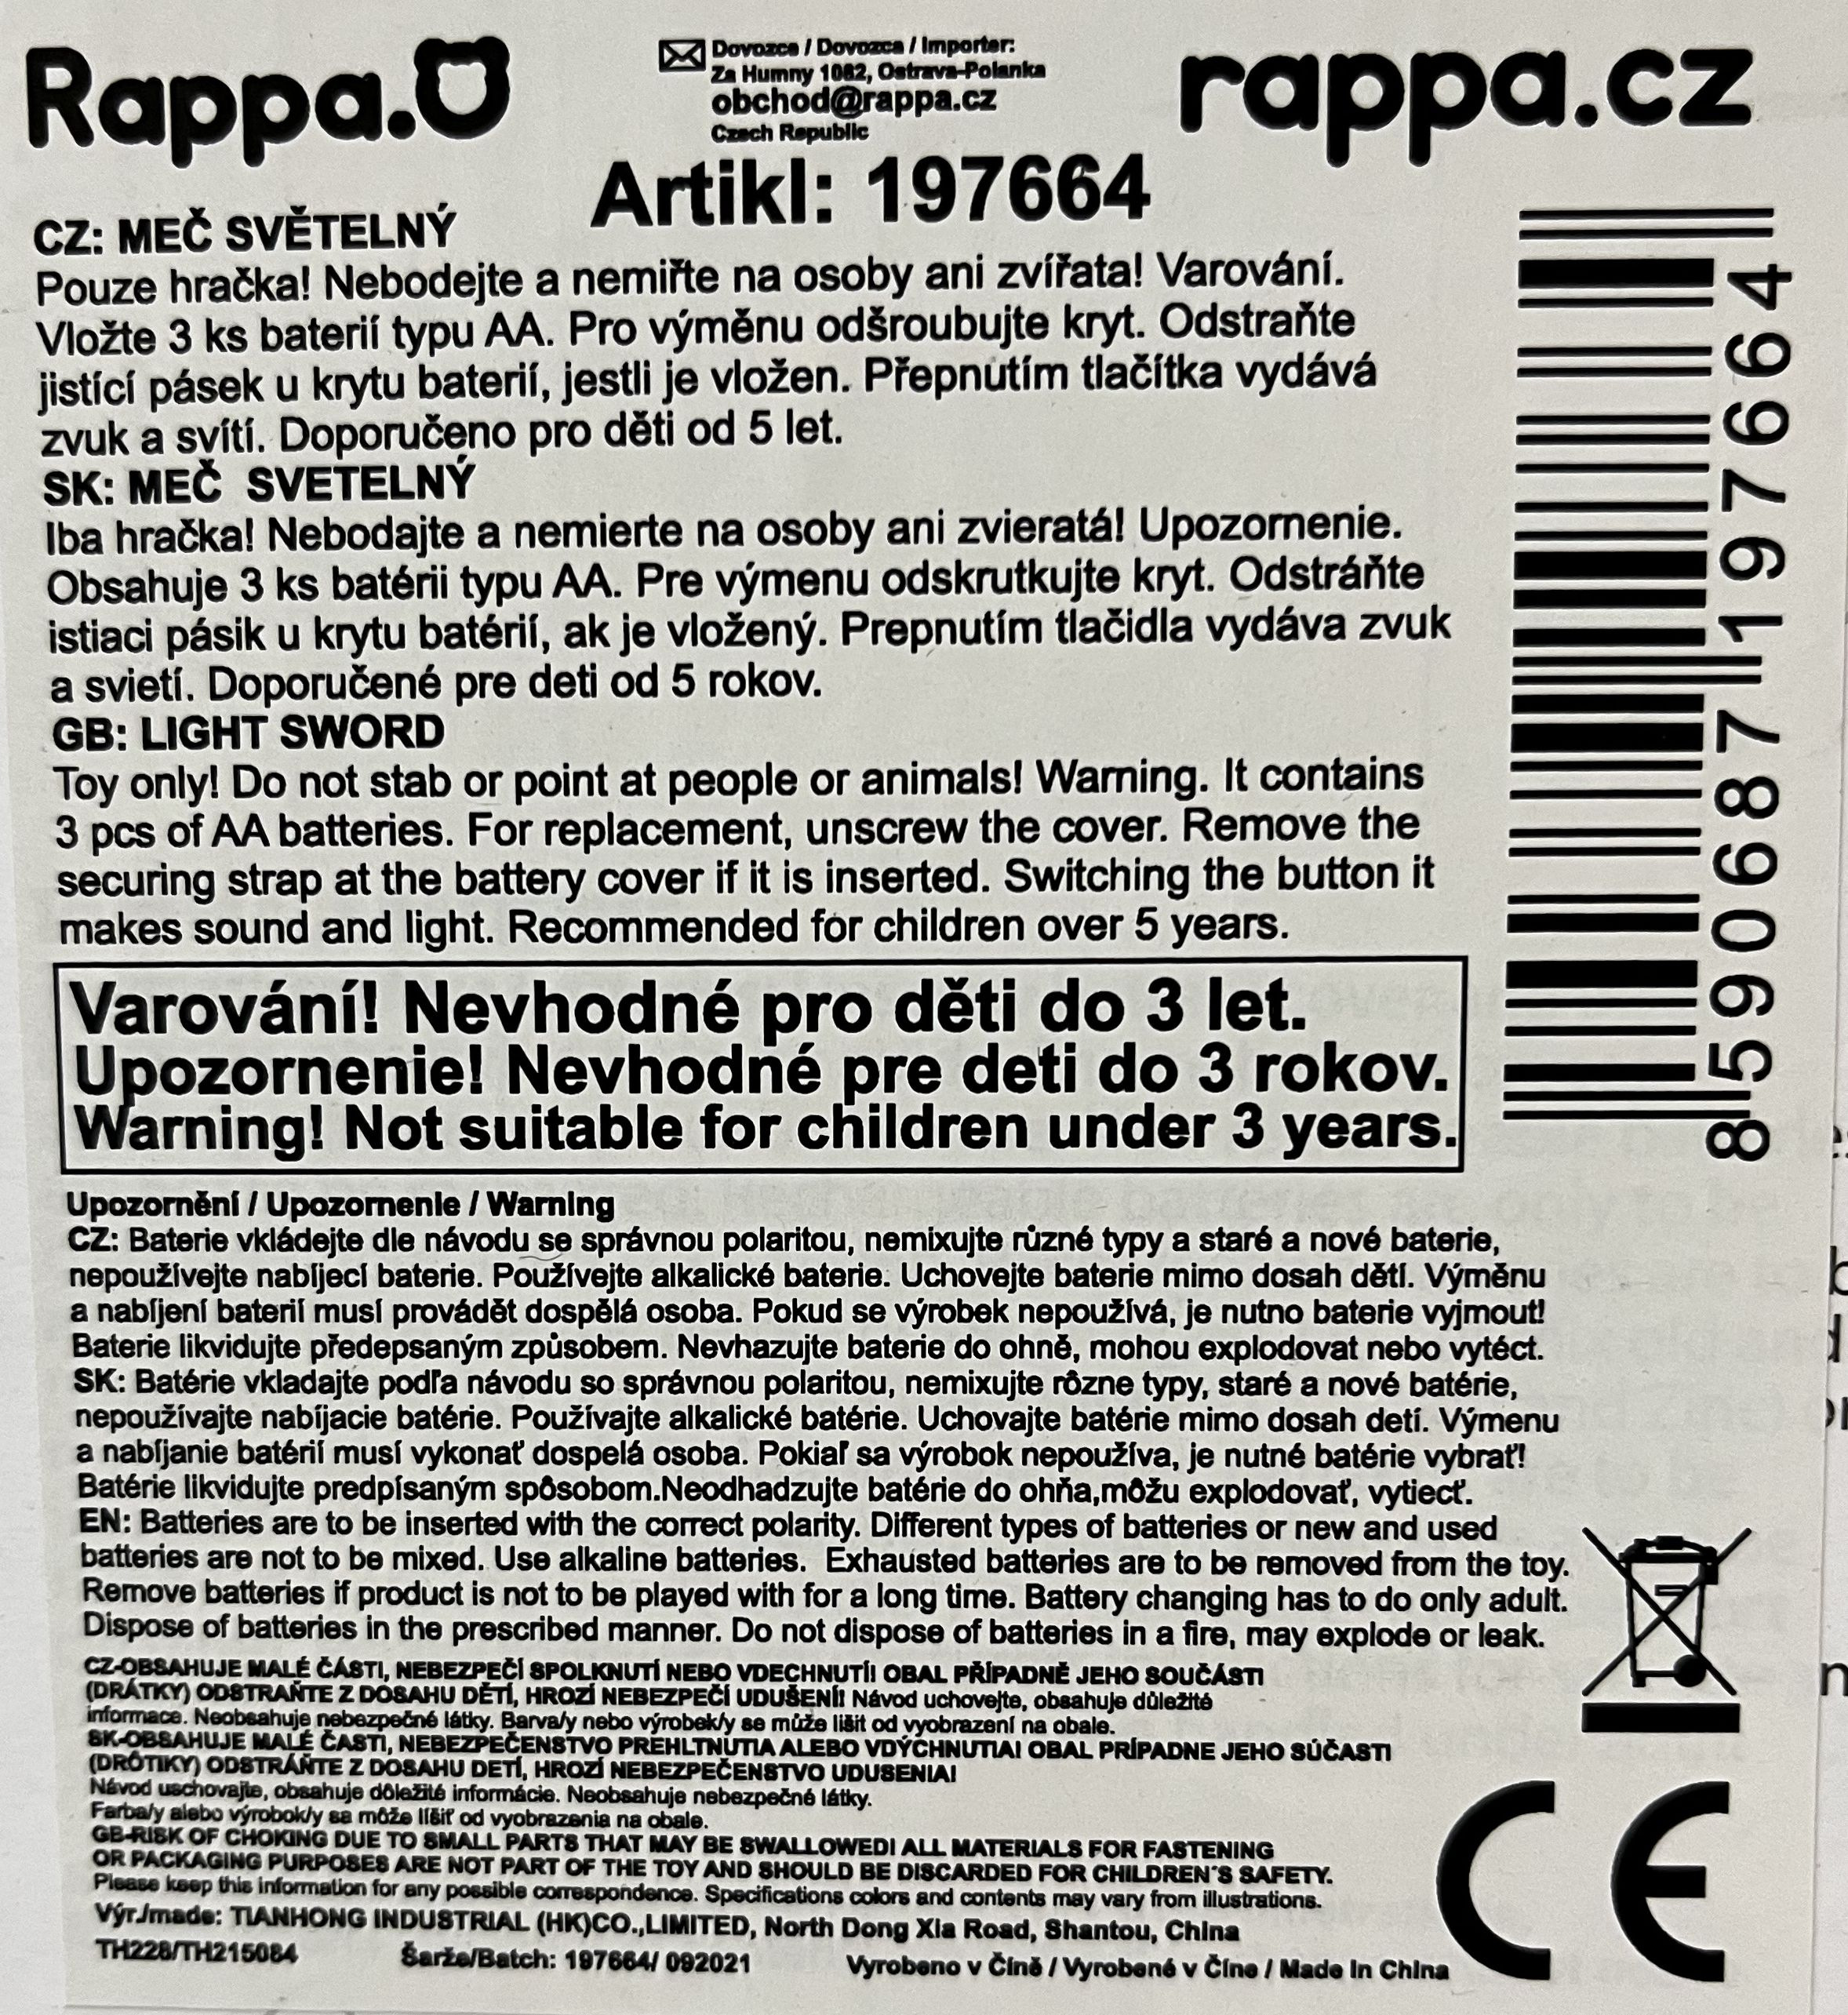 Rappa.
Dovozce / Dovozca / Importer:
Za Humny 1082, Ostrava-Polanka
obchod@rappa.cz
Czech Republic
rappa.cz
Artikl: 197664
CZ: MEČ SVĚTELNÝ
Pouze hračka! Nebodejte a nemiřte na osoby ani zvířata! Varování.
Vložte 3 ks baterií typu AA. Pro výměnu odšroubujte kryt. Odstraňte
jistící pásek u krytu baterií, jestli je vložen. Přepnutím tlačítka vydává
zvuk a svítí. Doporučeno pro děti od 5 let.
SK: MEČ SVETELNÝ
Iba hračka! Nebodajte a nemierte na osoby ani zvieratá! Upozornenie.
Obsahuje 3 ks batérii typu AA. Pre výmenu odskrutkujte kryt. Odstráňte
istiaci pásik u krytu batérií, ak je vložený. Prepnutím tlačidla vydáva zvuk
a svietí. Doporučené pre deti od 5 rokov.
GB: LIGHT SWORD
Toy only! Do not stab or point at people or animals! Warning. It contains
3 pcs of AA batteries. For replacement, unscrew the cover. Remove the
securing strap at the battery cover if it is inserted. Switching the button it
makes sound and light. Recommended for children over 5 years.
8 590687 197664
Varování! Nevhodné pro děti do 3 let.
Upozornenie! Nevhodné pre deti do 3 rokov.
Warning! Not suitable for children under 3 years.
Upozornění / Upozornenie / Warning
CZ: Baterie vkládejte dle návodu se správnou polaritou, nemixujte různé typy a staré a nové baterie,
nepoužívejte nabíjecí baterie. Používejte alkalické baterie. Uchovejte baterie mimo dosah dětí. Výměnu
a nabíjení baterií musí provádět dospělá osoba. Pokud se výrobek nepoužívá, je nutno baterie vyjmout!
Baterie likvidujte předepsaným způsobem. Nevhazujte baterie do ohně, mohou explodovat nebo vytéct.
SK: Batérie vkladajte podľa návodu so správnou polaritou, nemixujte rôzne typy, staré a nové batérie,
nepoužívajte nabíjacie batérie. Používajte alkalické batérie. Uchovajte batérie mimo dosah detí. Výmenu
a nabíjanie batérií musí vykonať dospelá osoba. Pokiaľ sa výrobok nepoužíva, je nutné batérie vybrať!
Batérie likvidujte predpísaným spôsobom.Neodhadzujte batérie do ohňa,môžu explodovať, vytiecť.
EN: Batteries are to be inserted with the correct polarity. Different types of batteries or new and used
batteries are not to be mixed. Use alkaline batteries. Exhausted batteries are to be removed from the toy.
Remove batteries if product is not to be played with for a long time. Battery changing has to do only adult.
Dispose of batteries in the prescribed manner. Do not dispose of batteries in a fire, may explode or leak.
CZ-OBSAHUJE MALÉ ČÁSTI, NEBEZPEČÍ SPOLKNUTÍ NEBO VDECHNUTÍ! OBAL PŘÍPADNĚ JEHO SOUČÁSTI
(DRÁTKY) ODSTRAŇTE Z DOSAHU DĚTÍ, HROZÍ NEBEZPEČÍ UDUŠENÍ! Návod uchovejte, obsahuje důležité
informace. Neobsahuje nebezpečné látky. Barva/y nebo výrobek/y se může lišit od vyobrazení na obale.
SK-OBSAHUJE MALÉ ČASTI, NEBEZPEČENSTVO PREHLTNUTIA ALEBO VDÝCHNUTIA! OBAL PRÍPADNE JEHO SÚČASTI
(DRÔTIKY) ODSTRÁŇTE Z DOSAHU DETÍ, HROZÍ NEBEZPEČENSTVO UDUSENIA!
Návod uschovajte, obsahuje dôležité informácie. Neobsahuje nebezpečné látky.
Farba/y alebo výrobok/y sa môže líšiť od vyobrazenia na obale.
GB-RISK OF CHOKING DUE TO SMALL PARTS THAT MAY BE SWALLOWED! ALL MATERIALS FOR FASTENING
OR PACKAGING PURPOSES ARE NOT PART OF THE TOY AND SHOULD BE DISCARDED FOR CHILDREN'S SAFETY.
Please keep this information for any possible correspondence. Specifications colors and contents may vary from illustrations.
Výr./made: TIANHONG INDUSTRIAL (HK)CO.,LIMITED, North Dong Xia Road, Shantou, China
TH228/TH215084 Šarže/Batch: 197664/ 092021 Vyrobeno v Číně / Vyrobené v Číne / Made in China
CE